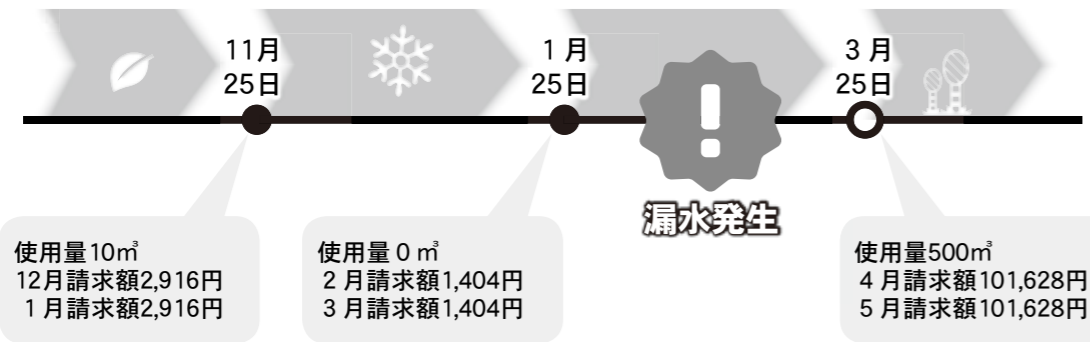 11月
25日
1月
25日
3月
25日
漏水発生
使用量10㎥
12月請求額2,916円
1月請求額2,916円
使用量0㎥
2月請求額1,404円
3月請求額1,404円
使用量500㎥
4月請求額101,628円
5月請求額101,628円